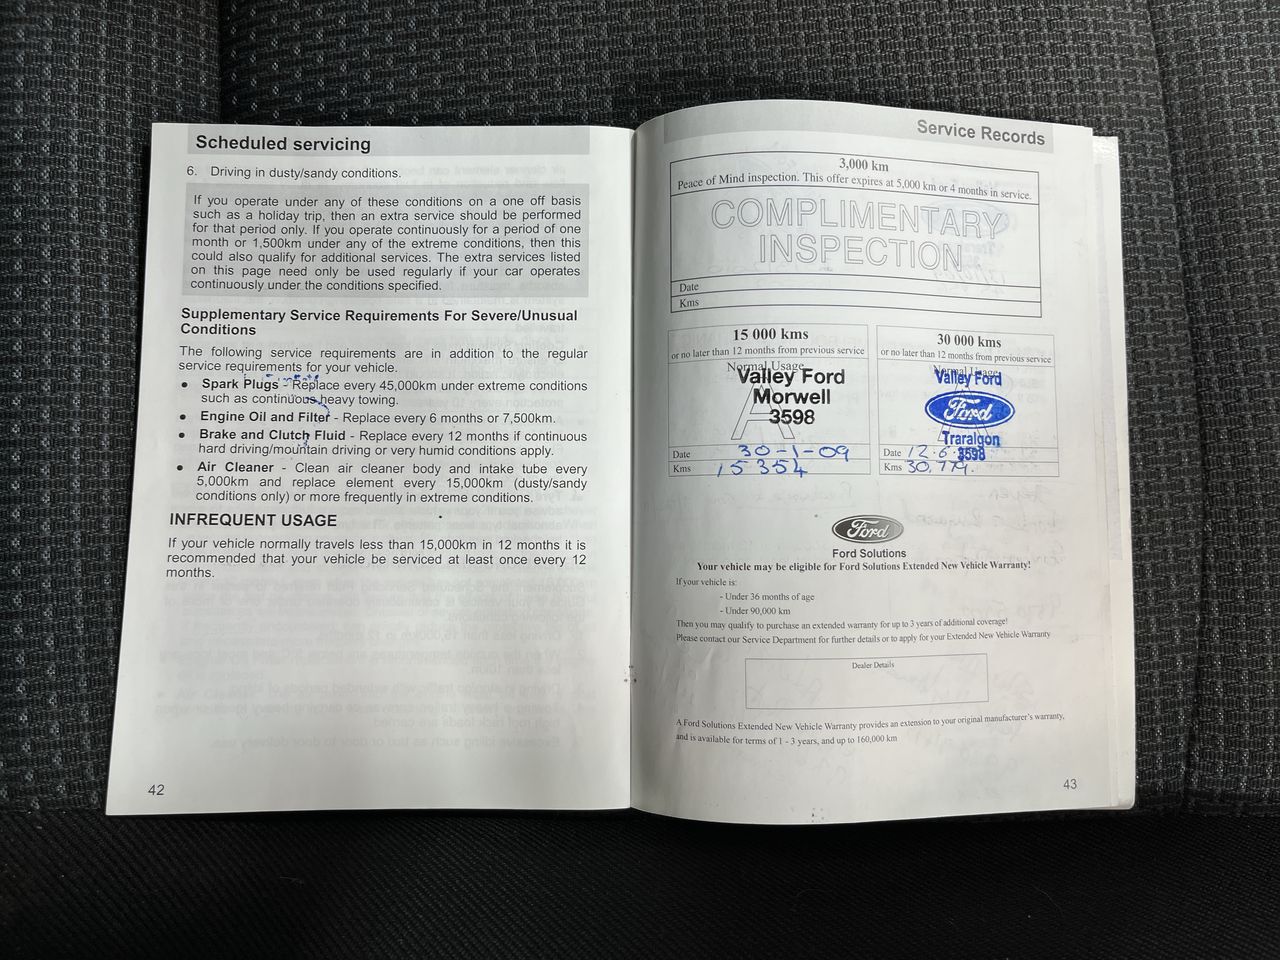 Scheduled servicing
6. Driving in dusty/sandy conditions.
If you operate under any of these conditions on a one off basis
such as a holiday trip, then an extra service should be performed
for that period only. If you operate continuously for a period of one
month or 1,500km under any of the extreme conditions, then this
could also qualify for additional services. The extra services listed
on this page need only be used regularly if your car operates
continuously under the conditions specified.
Supplementary Service Requirements For Severe/Unusual
Conditions
The following service requirements are in addition to the regular
service requirements for your vehicle.
• Spark Plugs - Replace every 45,000km under extreme conditions
such as continuous heavy towing.
• Engine Oil and Filter - Replace every 6 months or 7,500km.
• Brake and Clutch Fluid - Replace every 12 months if continuous
hard driving/mountain driving or very humid conditions apply.
• Air Cleaner - Clean air cleaner body and intake tube every
5,000km and replace element every 15,000km (dusty/sandy
conditions only) or more frequently in extreme conditions.
INFREQUENT USAGE
If your vehicle normally travels less than 15,000km in 12 months it is
recommended that your vehicle be serviced at least once every 12
months.
42
Service Records
3,000 km
Peace of Mind inspection. This offer expires at 5,000 km or 4 months in service.
COMPLIMENTARY
INSPECTION
Date
Kms
15 000 kms
or no later than 12 months from previous service
Normal Usage
A
Valley Ford
Morwell
3598
Date 30-1-09
Kms 15354
30 000 kms
or no later than 12 months from previous service
Normal Usage
Valley Ford
Ford
Traralgon
3598
Date 12.6.
Kms 30,779.
Ford
Ford Solutions
Your vehicle may be eligible for Ford Solutions Extended New Vehicle Warranty!
If your vehicle is:
- Under 36 months of age
- Under 90,000 km
Then you may qualify to purchase an extended warranty for up to 3 years of additional coverage!
Please contact our Service Department for further details or to apply for your Extended New Vehicle Warranty
Dealer Details
A Ford Solutions Extended New Vehicle Warranty provides an extension to your original manufacturer's warranty,
and is available for terms of 1 - 3 years, and up to 160,000 km
43